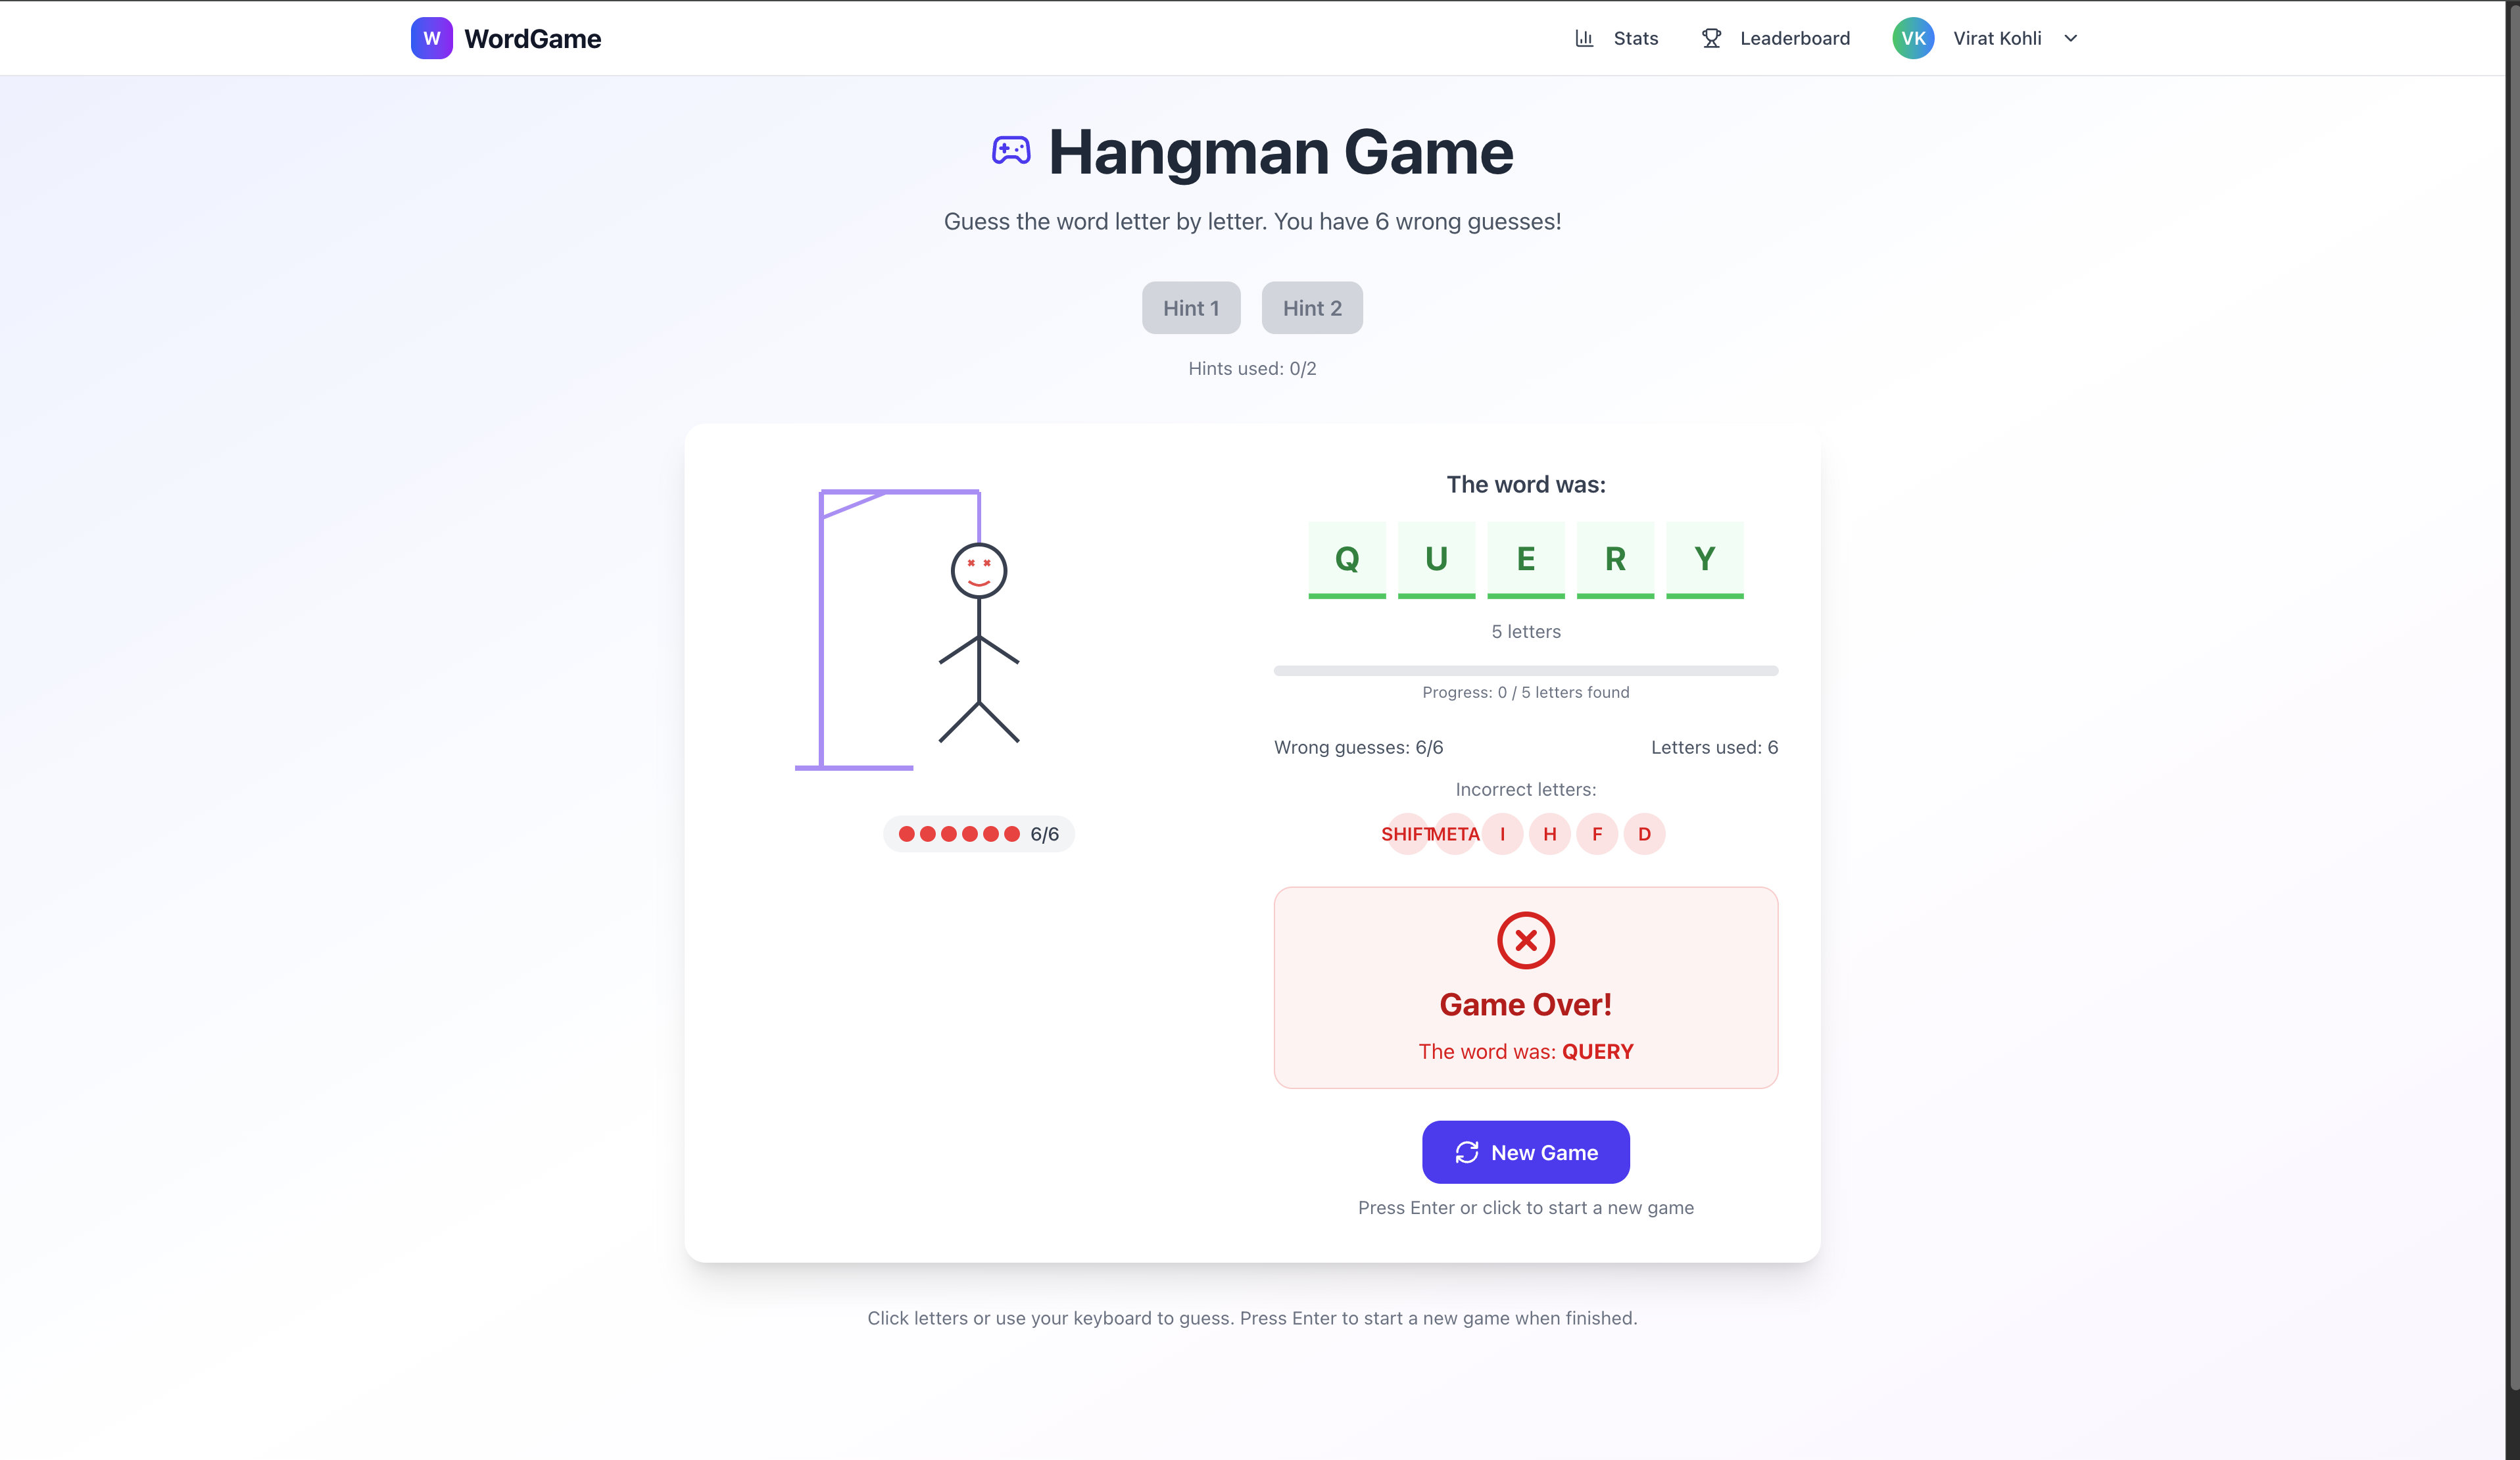 W WordGame Stats Leaderboard VK Virat Kohli
Hangman Game
Guess the word letter by letter. You have 6 wrong guesses!
Hint 1 Hint 2
Hints used: 0/2
The word was:
Q U E R Y
5 letters
Progress: 0 / 5 letters found
Wrong guesses: 6/6 Letters used: 6
Incorrect letters:
6/6
SHIFT META I H F D
Game Over!
The word was: QUERY
New Game
Press Enter or click to start a new game
Click letters or use your keyboard to guess. Press Enter to start a new game when finished.